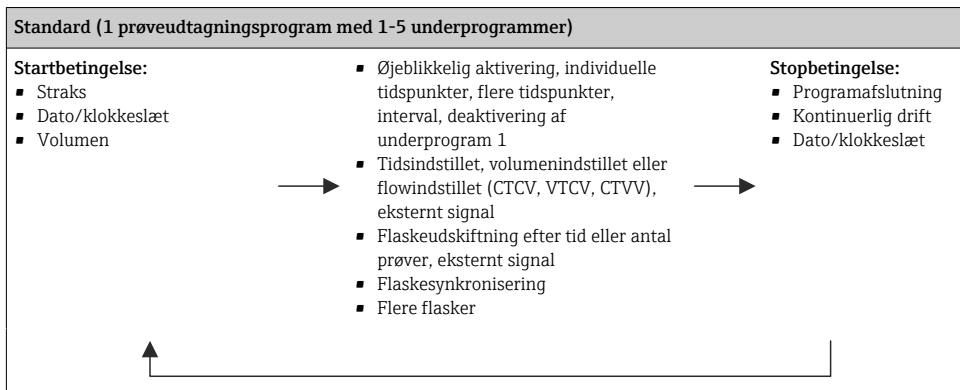 Standard (1 prøveudtagningsprogram med 1-5 underprogrammer)
Startbetingelse:
▪ Straks
▪ Dato/klokkeslæt
▪ Volumen
▪ Øjeblikkelig aktivering, individuelle
tidspunkter, flere tidspunkter,
interval, deaktivering af
underprogram 1
▪ Tidsindstillet, volumenindstillet eller
flowindstillet (CTCV, VTCV, CTVV),
eksternt signal
▪ Flaskeudskiftning efter tid eller antal
prøver, eksternt signal
▪ Flaskesynkronisering
▪ Flere flasker
Stopbetingelse:
▪ Programafslutning
▪ Kontinuerlig drift
▪ Dato/klokkeslæt